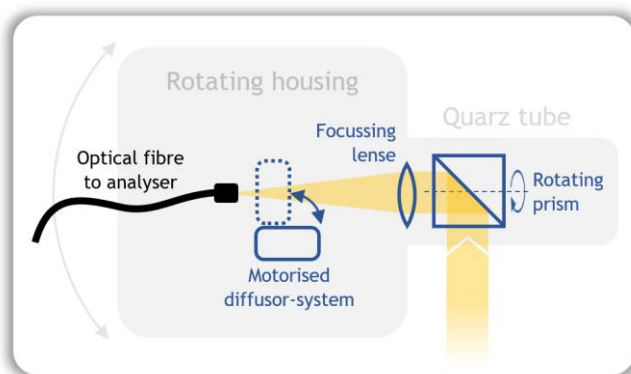 Rotating housing
Quarz tube
Focussing
lense
Optical fibre
to analyser
Rotating
prism
Motorised
diffusor-system